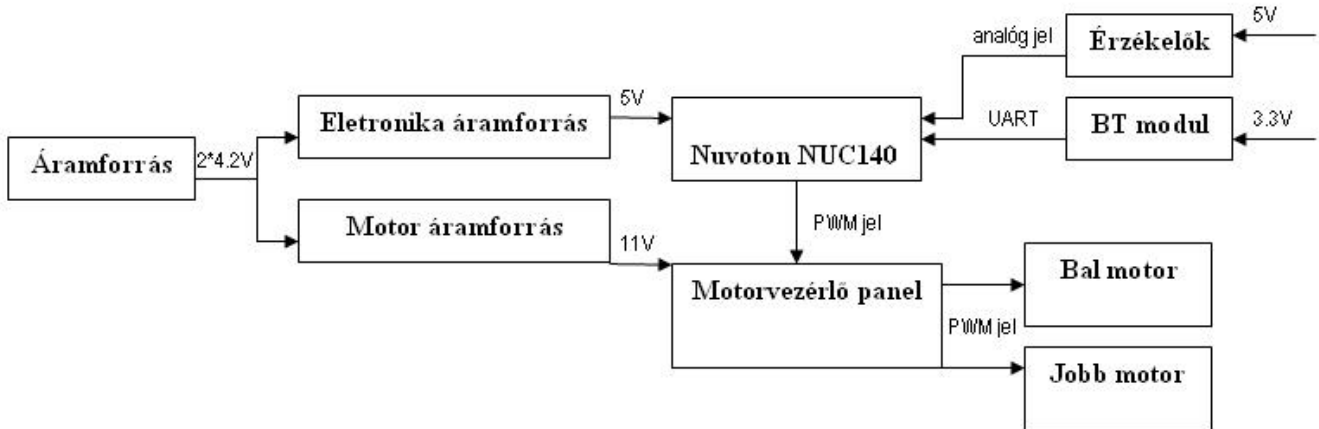 5V
analóg jel
Érzékelők
5V
Eletronika áramforrás
UART
BT modul
3.3V
Áramforrás
2*4.2V
Nuvoton NUC140
Motor áramforrás
PWM jel
11V
Motorvezérlő panel
Bal motor
PWM jel
Jobb motor